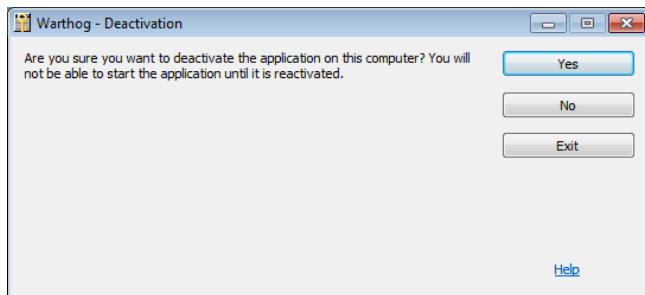 Warthog - Deactivation
Are you sure you want to deactivate the application on this computer? You will
not be able to start the application until it is reactivated.
Yes
No
Exit
Help